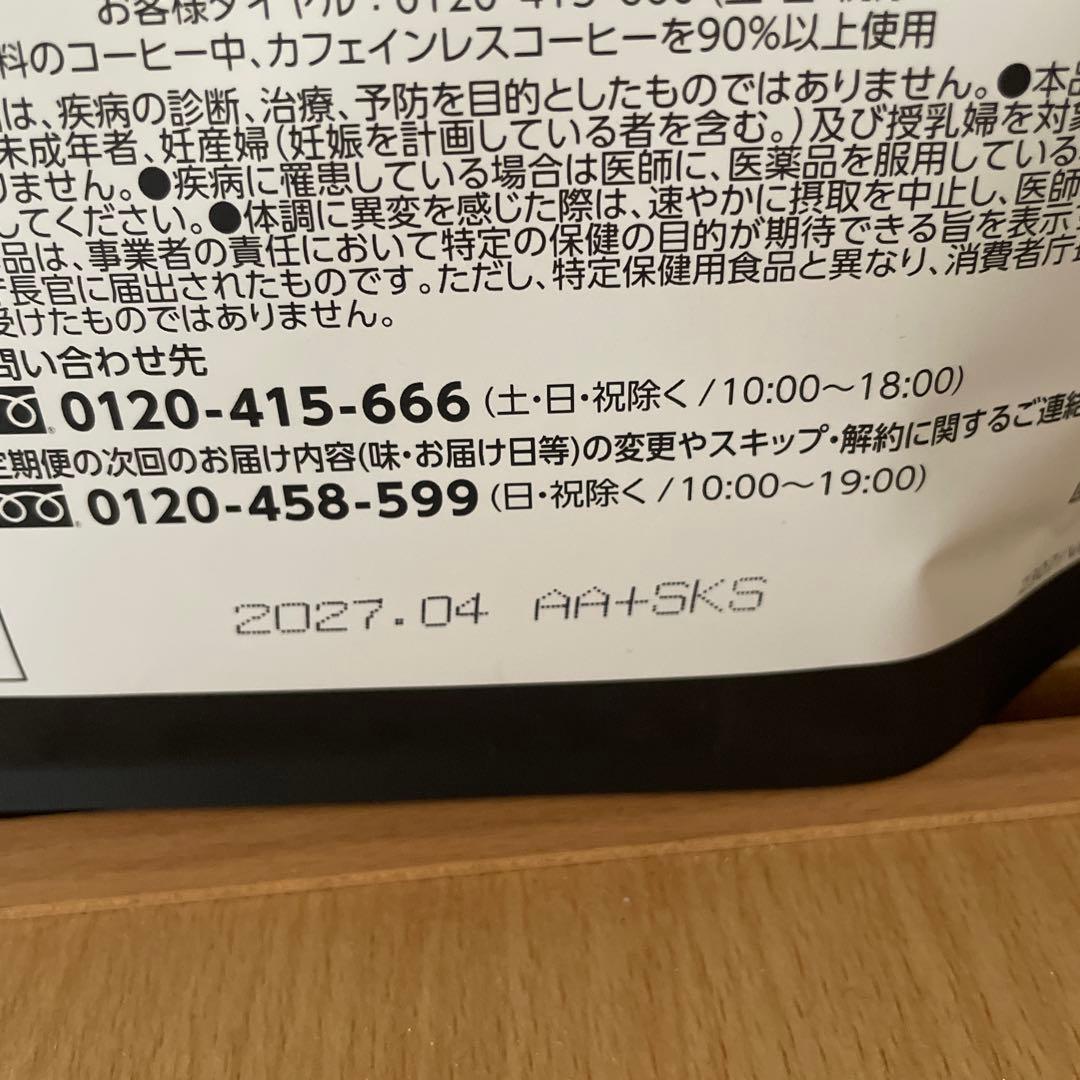 お客様ダイヤル:0120-415-666
料のコーヒー中、カフェインレスコーヒーを90%以上使用
は、疾病の診断、治療、予防を目的としたものではありません。●本品
未成年者、妊産婦(妊娠を計画している者を含む。)及び授乳婦を対象
りません。●疾病に罹患している場合は医師に、医薬品を服用している
してください。●体調に異変を感じた際は、速やかに摂取を中止し、医師
品は、事業者の責任において特定の保健の目的が期待できる旨を表示
長官に届出されたものです。ただし、特定保健用食品と異なり、消費者庁長
受けたものではありません。
問い合わせ先
0120-415-666 (土・日・祝除く/10:00〜18:00)
定期便の次回のお届け内容(味・お届け日等)の変更やスキップ・解約に関するご連絡
0120-458-599 (日・祝除く/10:00〜19:00)
2027.04 AA+SKS